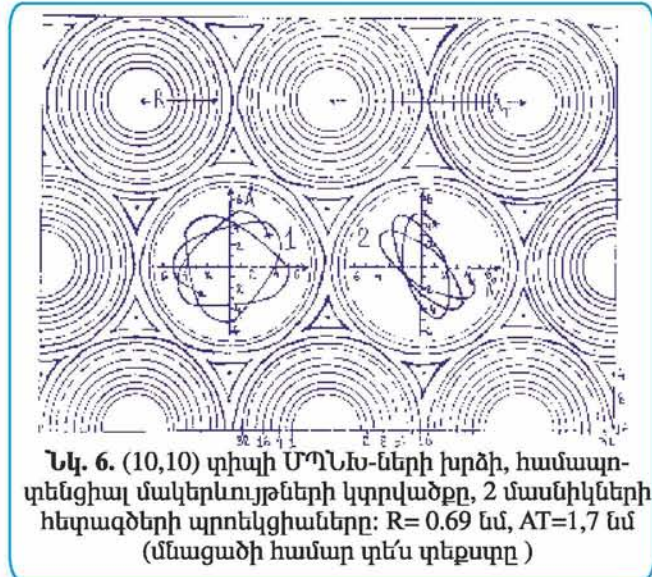 R
6 Å
1
2
Նկ. 6. (10,10) տիպի ՄՊՆԽ-ների խրձի, համապո-
տենցիալ մակերևույթների կտրվածքը, 2 մասնիկների
հետագծերի պրոեկցիաները: R= 0.69 նմ, AT=1,7 նմ
(մնացածի համար տե՛ս տեքստը )